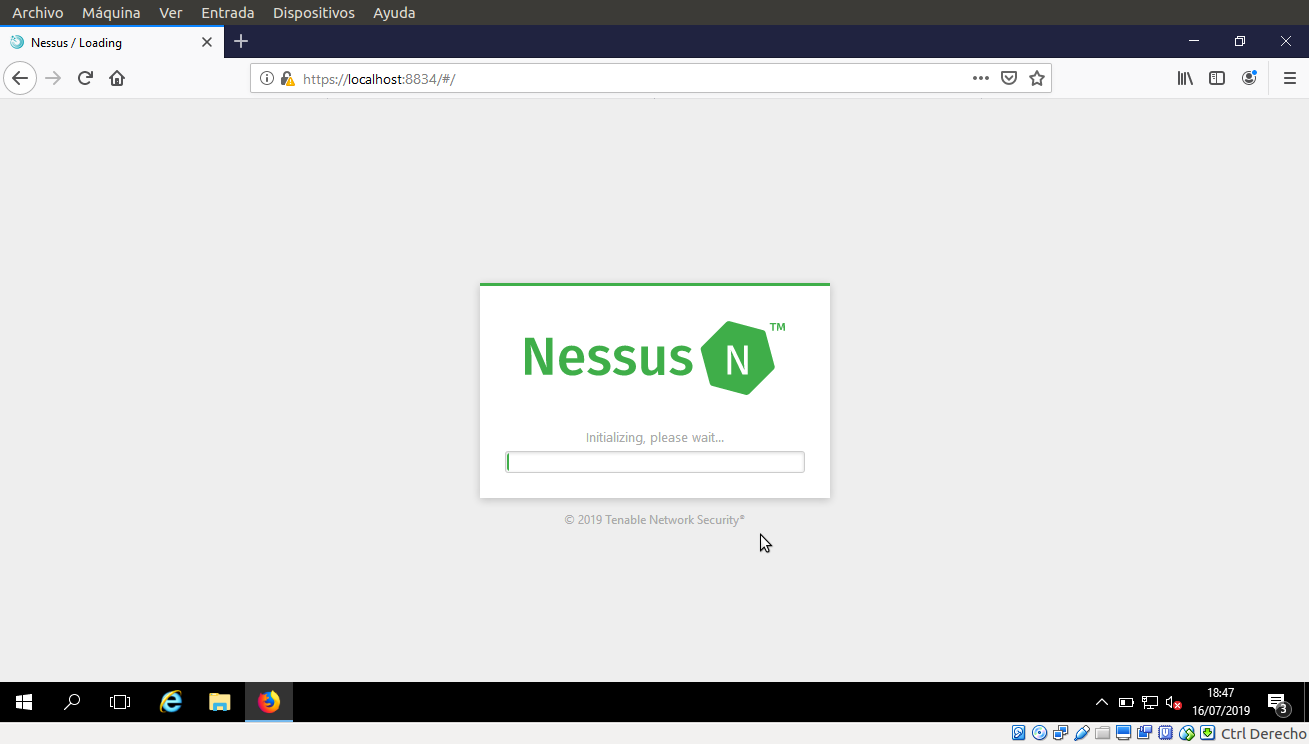 Archivo Máquina Ver Entrada Dispositivos Ayuda
Nessus / Loading
https://localhost:8834/#/
Nessus N ™
Initializing, please wait...
© 2019 Tenable Network Security®
18:47
16/07/2019
3
Ctrl Derecho